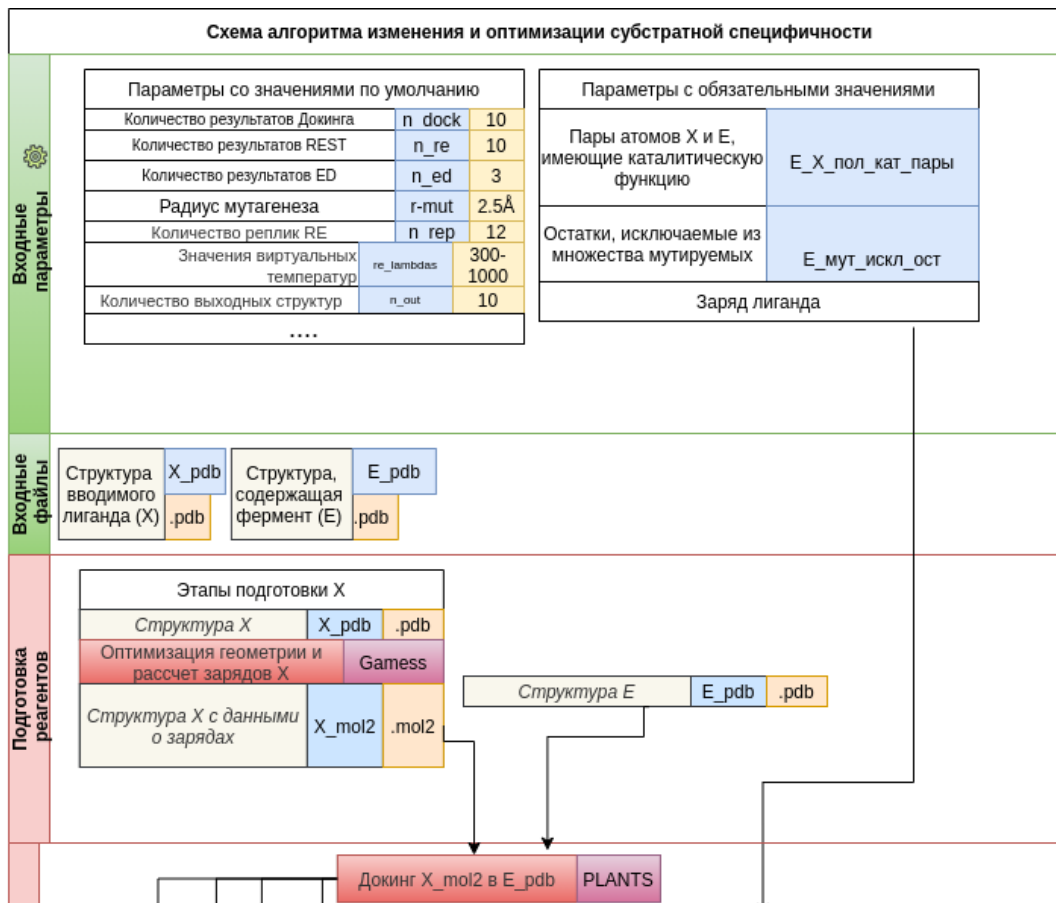 Схема алгоритма изменения и оптимизации субстратной специфичности
Входные
параметры
Параметры со значениями по умолчанию
Количество результатов Докинга n_dock 10
Количество результатов REST n_re 10
Количество результатов ED n_ed 3
Радиус мутагенеза r-mut 2.5Å
Количество реплик RE n_rep 12
Значения виртуальных
температур
re_lambdas
300-
1000
Количество выходных структур n_out 10
....
Параметры с обязательными значениями
Пары атомов X и E,
имеющие каталитическую
функцию
E_X_пол_кат_пары
Остатки, исключаемые из
множества мутируемых
E_мут_искл_ост
Заряд лиганда
Входные
файлы
Структура
вводимого
лиганда (X)
X_pdb
.pdb
Структура,
содержащая
фермент (E)
E_pdb
.pdb
Подготовка
реагентов
Этапы подготовки X
Структура X X_pdb .pdb
Оптимизация геометрии и
рассчет зарядов X
Gamess
Структура X с данными
о зарядах
X_mol2 .mol2
Структура E E_pdb .pdb
Докинг X_mol2 в E_pdb PLANTS